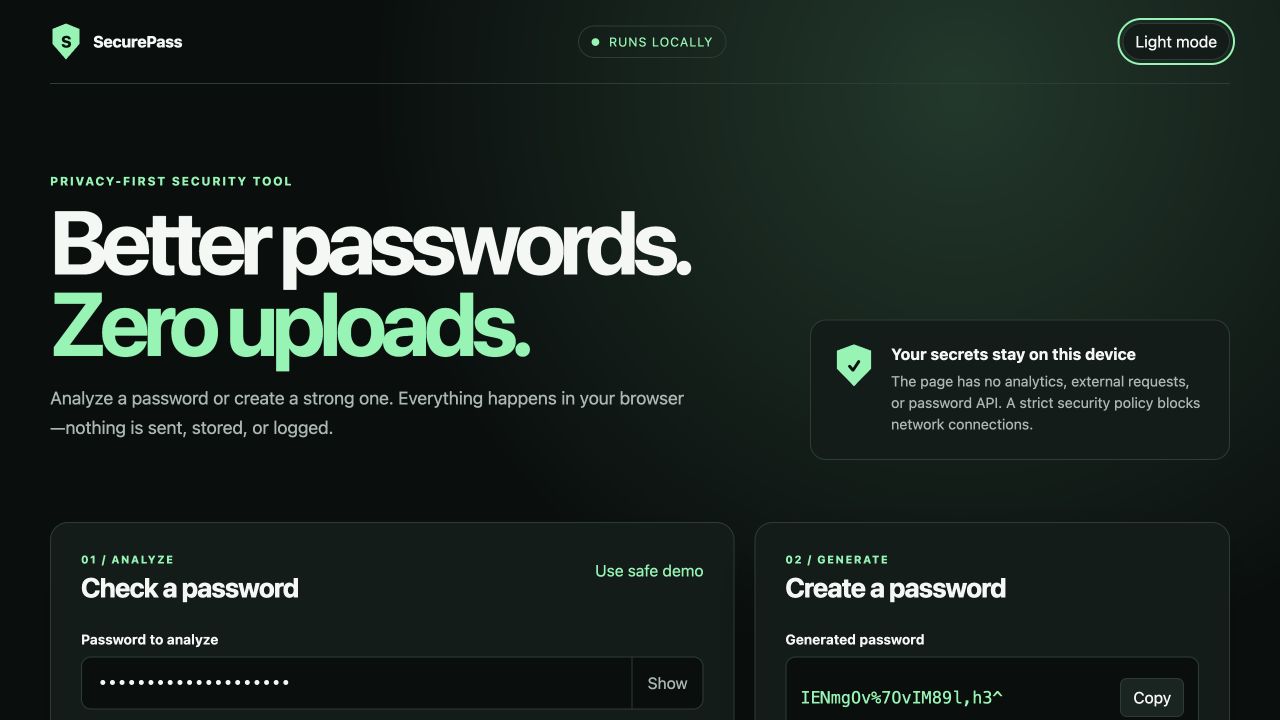 S SecurePass
RUNS LOCALLY
Light mode
PRIVACY-FIRST SECURITY TOOL
Better passwords.
Zero uploads.
Analyze a password or create a strong one. Everything happens in your browser
—nothing is sent, stored, or logged.
Your secrets stay on this device
The page has no analytics, external requests,
or password API. A strict security policy blocks
network connections.
01 / ANALYZE
Check a password
Use safe demo
Password to analyze
••••••••••••••••••••
Show
02 / GENERATE
Create a password
Generated password
IENmgOv%7OvIM89l,h3^
Copy